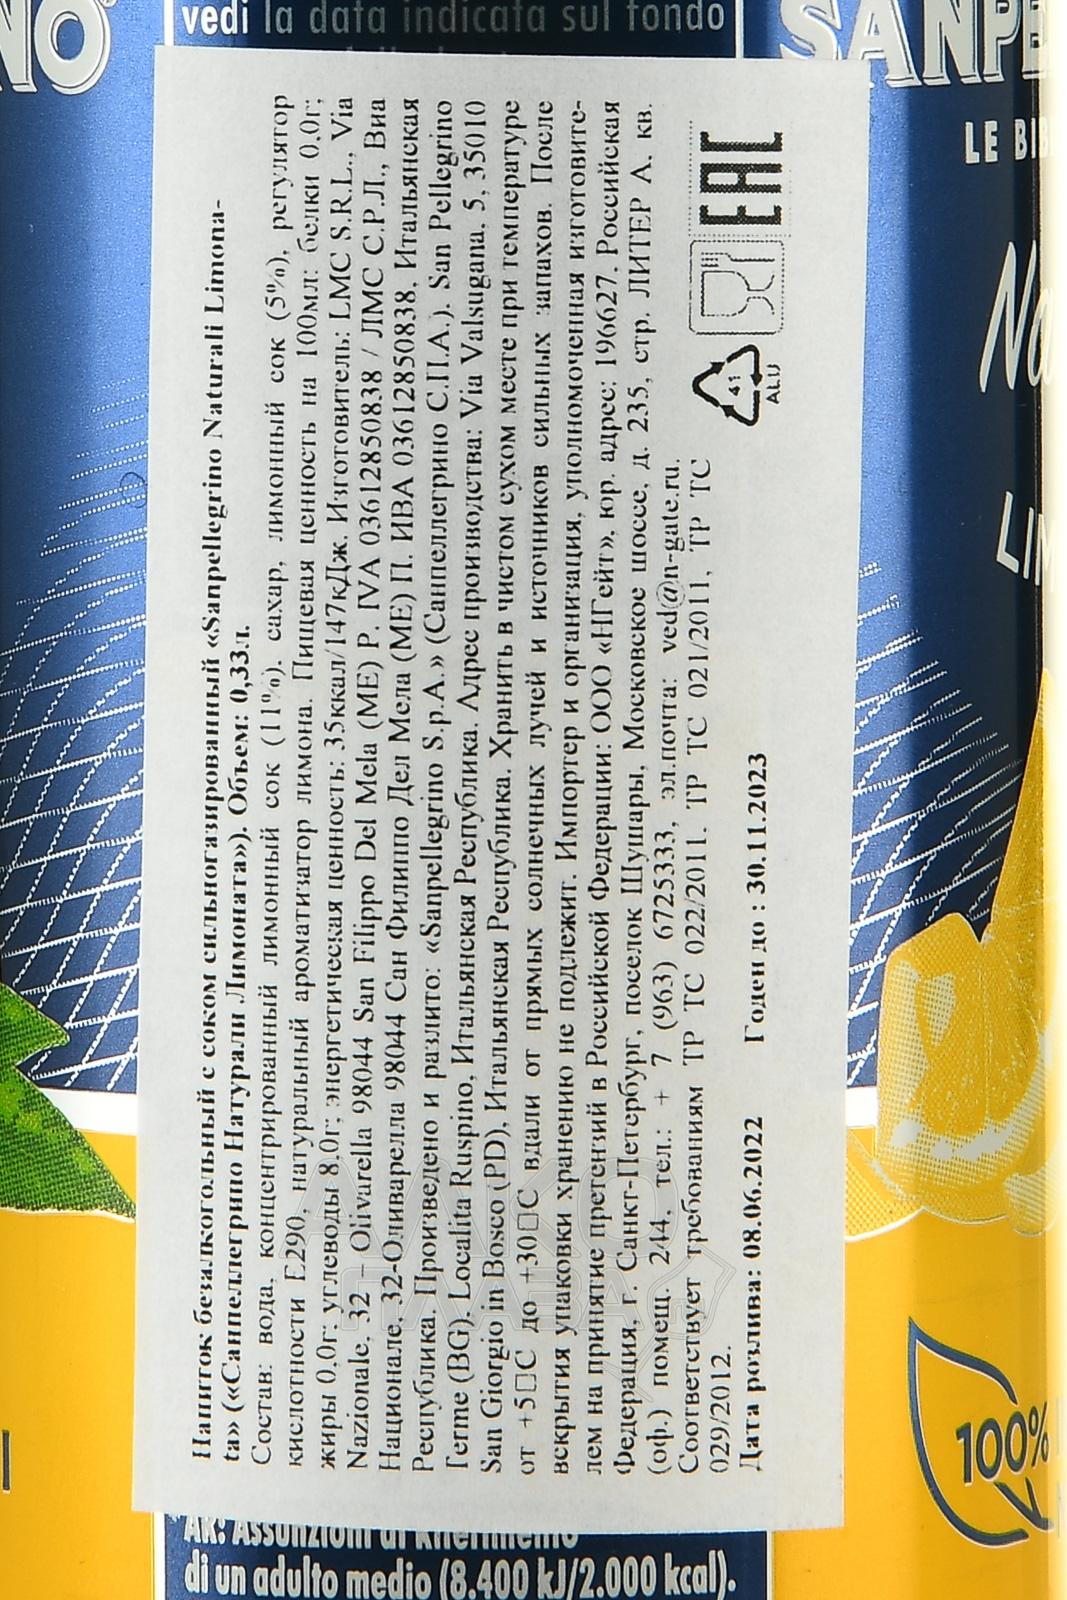 vedi la data indicata sul fondo
Напиток безалкогольный с соком сильногазированный «Sanpellegrino Naturali Limona-
ta» («Санпеллегрино Натурали Лимоната»). Объем: 0,33л.
Состав: вода, концентрированный лимонный сок (11%), сахар, лимонный сок (5%), регулятор
кислотности Е290, натуральный ароматизатор лимона. Пищевая ценность на 100мл: белки 0,0г;
жиры 0,0г; углеводы 8,0г; энергетическая ценность: 35ккал/147кДж. Изготовитель: LMC S.R.L., Via
Nazionale, 32 – Olivarella 98044 San Filippo Del Mela (ME) P. IVA 03612850838 / ЛМС С.Р.Л., Виа
Национале, 32-Оливарелла 98044 Сан Филиппо Дел Мела (МЕ) П. ИВА 03612850838, Итальянская
Республика. Произведено и разлито: «Sanpellegrino S.p.A.» (Санпеллегрино С.П.А.). San Pellegrino
Terme (BG), Localita Ruspino, Итальянская Республика. Адрес производства: Via Valsugana, 5, 35010
San Giorgio in Bosco (PD), Итальянская Республика. Хранить в чистом сухом месте при температуре
от +5□С до +30□С вдали от прямых солнечных лучей и источников сильных запахов. После
вскрытия упаковки хранению не подлежит. Импортер и организация, уполномоченная изготовите-
лем на принятие претензий в Российской Федерации: ООО «НГейт», юр. адрес: 196627, Российская
Федерация, г. Санкт-Петербург, поселок Шушары, Московское шоссе, д. 235, стр. ЛИТЕР А. кв.
(оф.) помещ. 244, тел.: + 7 (963) 6725333, эл.почта: ved@n-gate.ru.
Соответствует требованиям ТР ТС 022/2011. ТР ТС 021/2011, ТР ТС
029/2012.
Дата розлива: 08.06.2022 Годен до : 30.11.2023
41
ALU
EAC
*AR: Assunzioni di Riferimento
di un adulto medio (8.400 kJ/2.000 kcal).
SANPE
LE BI
Na
LIM
100%
NO
АЛКО
ГЛАВА